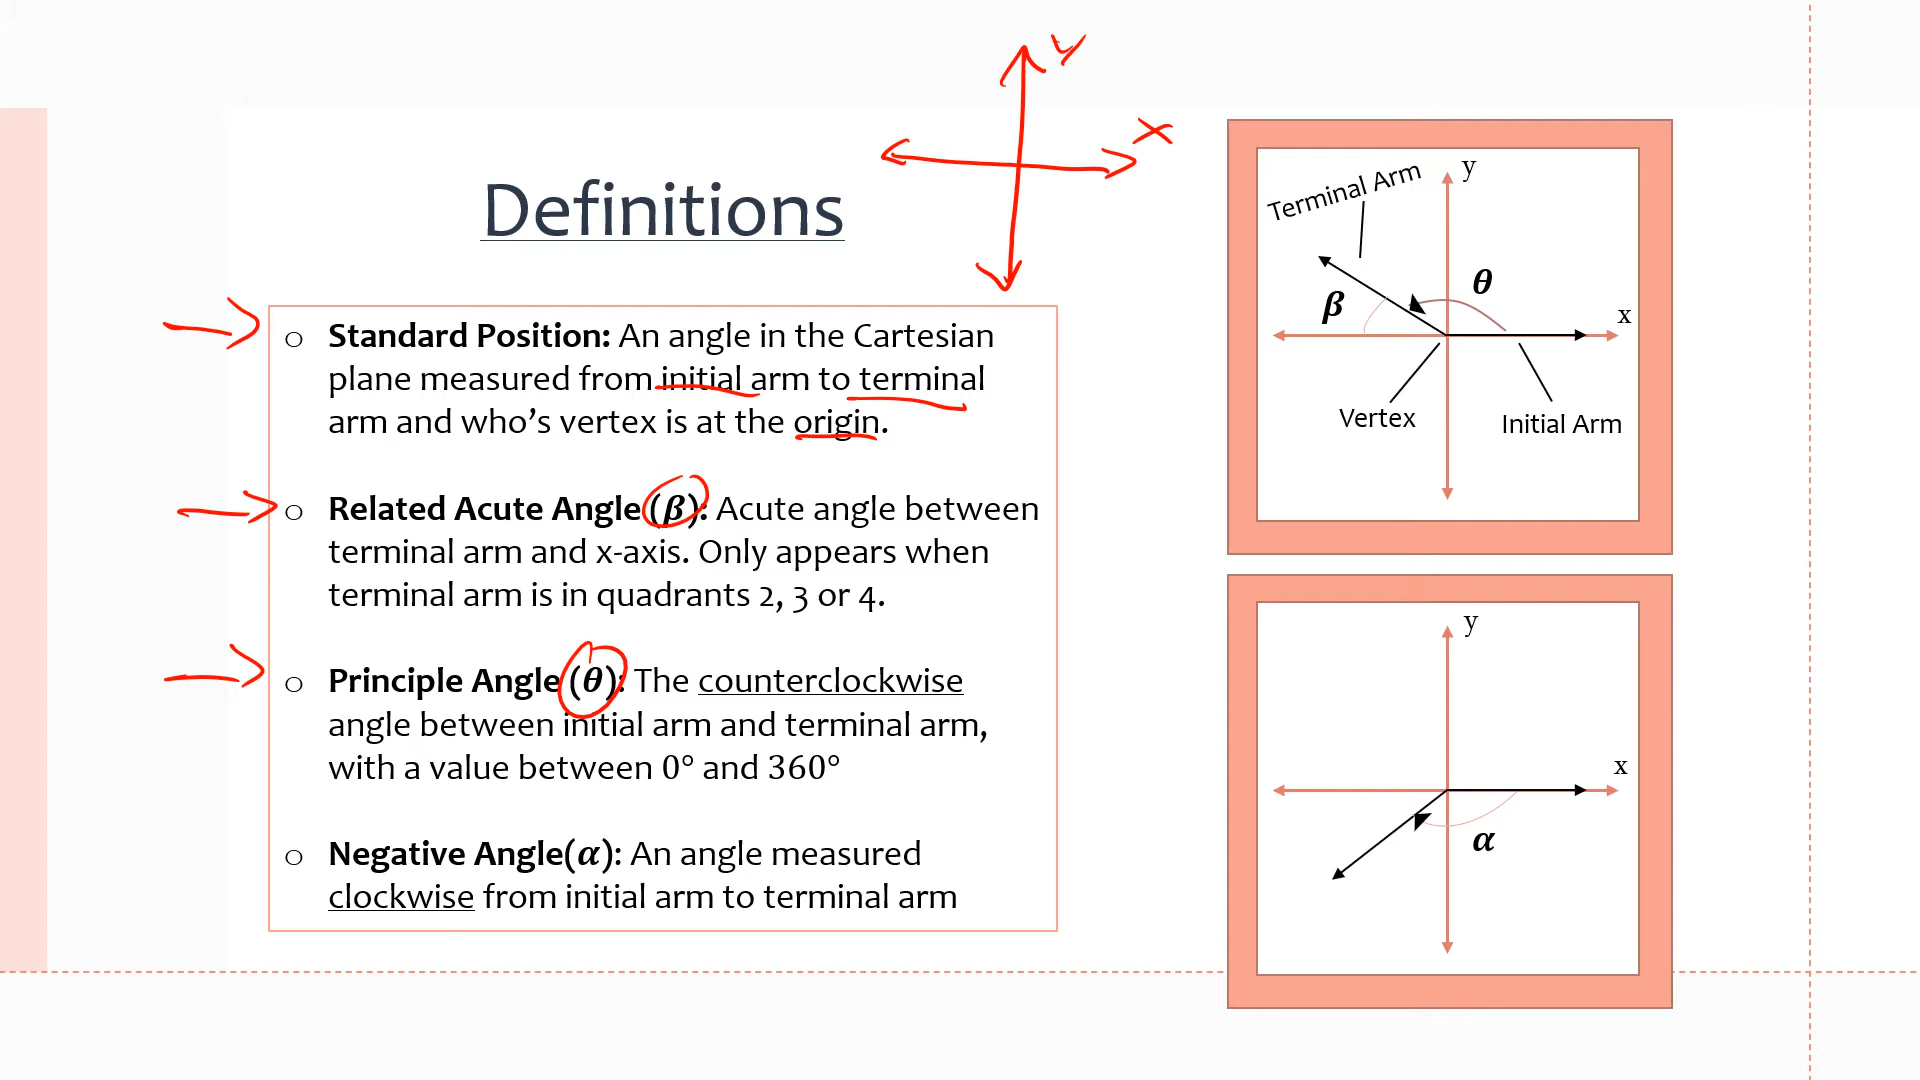 y
x
Definitions
o Standard Position: An angle in the Cartesian
plane measured from initial arm to terminal
arm and who's vertex is at the origin.
o Related Acute Angle (β): Acute angle between
terminal arm and x-axis. Only appears when
terminal arm is in quadrants 2, 3 or 4.
o Principle Angle (θ): The counterclockwise
angle between initial arm and terminal arm,
with a value between 0° and 360°
o Negative Angle(α): An angle measured
clockwise from initial arm to terminal arm
y
Terminal Arm
θ
β
x
Vertex
Initial Arm
y
x
α